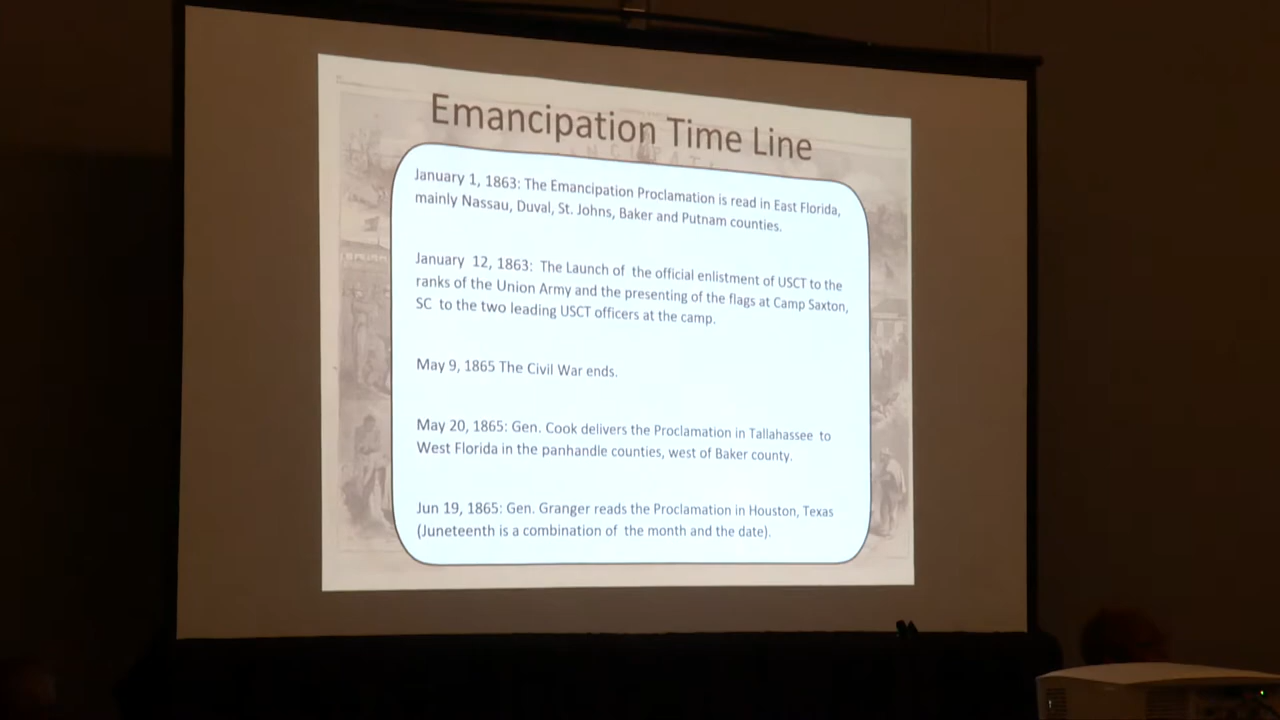 Emancipation Time Line
January 1, 1863: The Emancipation Proclamation is read in East Florida,
mainly Nassau, Duval, St. Johns, Baker and Putnam counties.
January 12, 1863: The Launch of the official enlistment of USCT to the
ranks of the Union Army and the presenting of the flags at Camp Saxton,
SC to the two leading USCT officers at the camp.
May 9, 1865 The Civil War ends.
May 20, 1865: Gen. Cook delivers the Proclamation in Tallahassee to
West Florida in the panhandle counties, west of Baker county.
Jun 19, 1865: Gen. Granger reads the Proclamation in Houston, Texas
(Juneteenth is a combination of the month and the date).